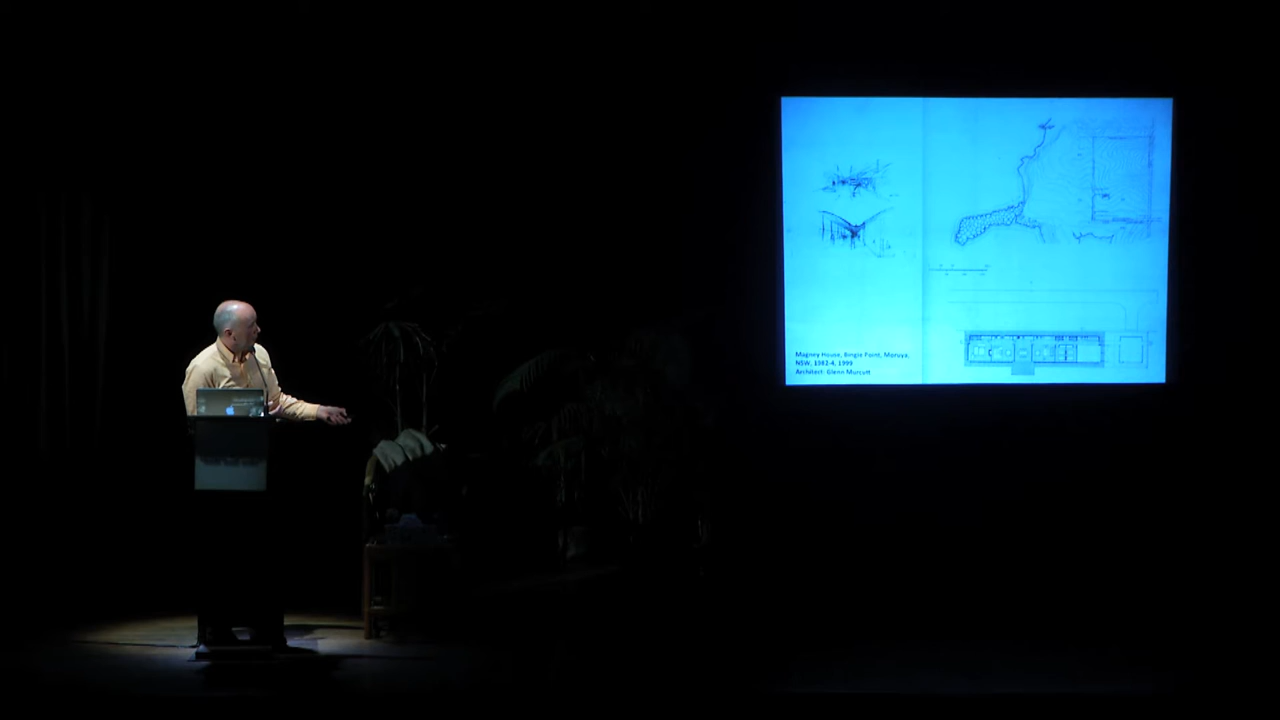 Magney House, Bingie Point, Moruya,
NSW, 1982-4, 1999
Architect: Glenn Murcutt